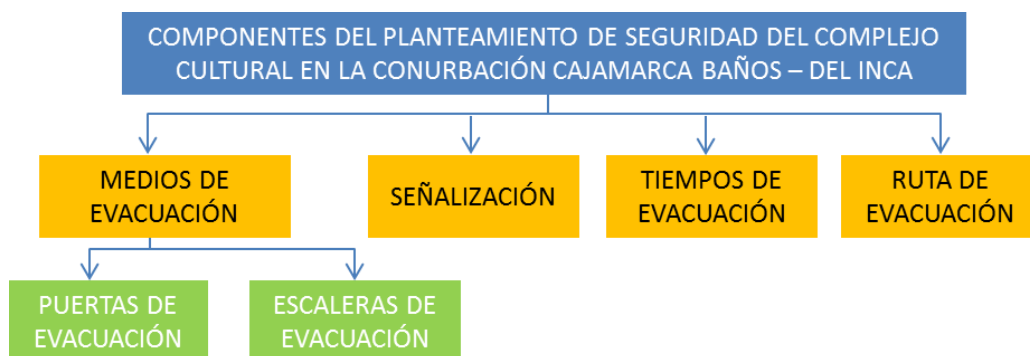 COMPONENTES DEL PLANTEAMIENTO DE SEGURIDAD DEL COMPLEJO
CULTURAL EN LA CONURBACIÓN CAJAMARCA BAÑOS – DEL INCA
MEDIOS DE
EVACUACIÓN
SEÑALIZACIÓN
TIEMPOS DE
EVACUACIÓN
RUTA DE
EVACUACIÓN
PUERTAS DE
EVACUACIÓN
ESCALERAS DE
EVACUACIÓN